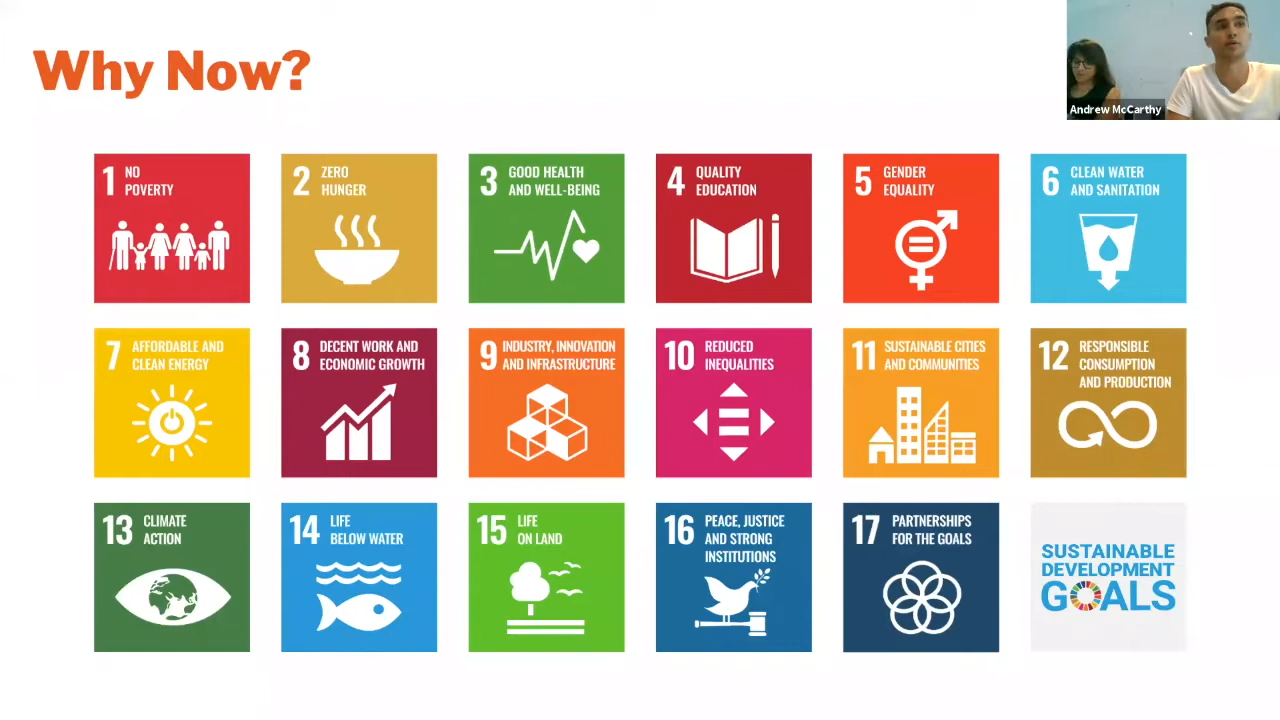 Why Now?
Andrew McCarthy
1 NO
POVERTY
2 ZERO
HUNGER
3 GOOD HEALTH
AND WELL-BEING
4 QUALITY
EDUCATION
5 GENDER
EQUALITY
6 CLEAN WATER
AND SANITATION
7 AFFORDABLE AND
CLEAN ENERGY
8 DECENT WORK AND
ECONOMIC GROWTH
9 INDUSTRY, INNOVATION
AND INFRASTRUCTURE
10 REDUCED
INEQUALITIES
11 SUSTAINABLE CITIES
AND COMMUNITIES
12 RESPONSIBLE
CONSUMPTION
AND PRODUCTION
13 CLIMATE
ACTION
14 LIFE
BELOW WATER
15 LIFE
ON LAND
16 PEACE, JUSTICE
AND STRONG
INSTITUTIONS
17 PARTNERSHIPS
FOR THE GOALS
SUSTAINABLE
DEVELOPMENT
GOALS